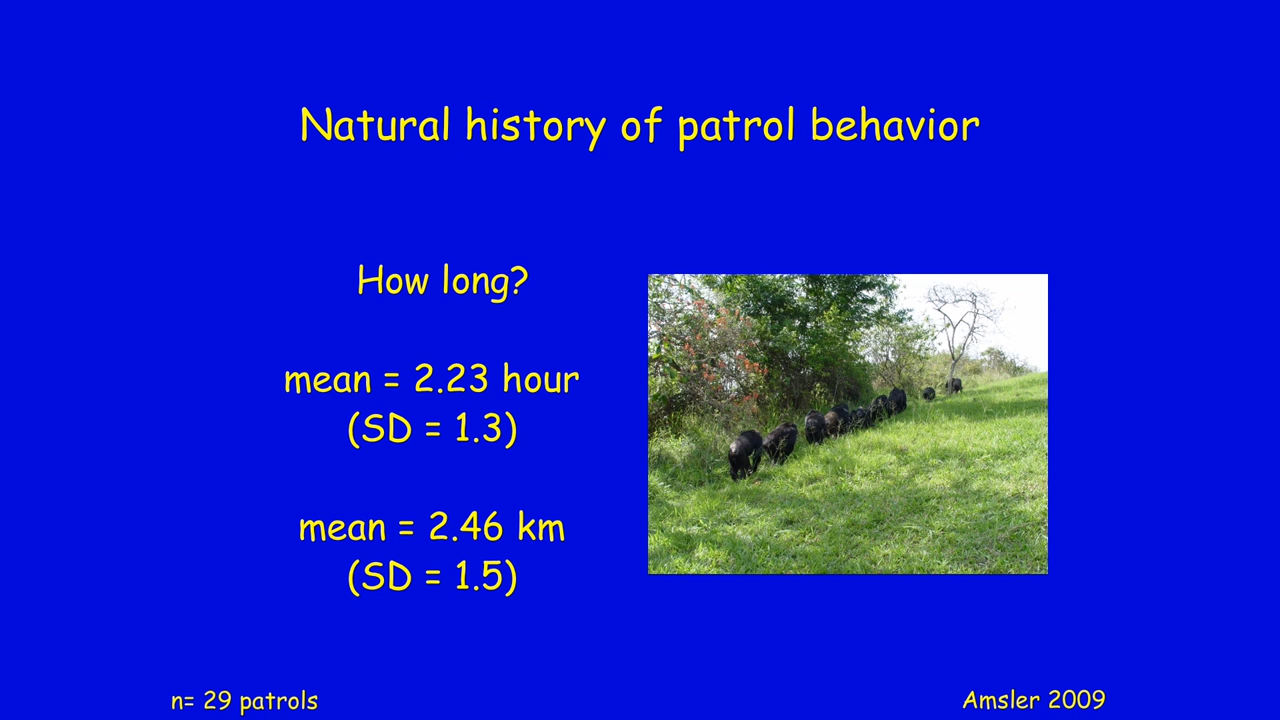 Natural history of patrol behavior
How long?
mean = 2.23 hour
(SD = 1.3)
mean = 2.46 km
(SD = 1.5)
n= 29 patrols
Amsler 2009